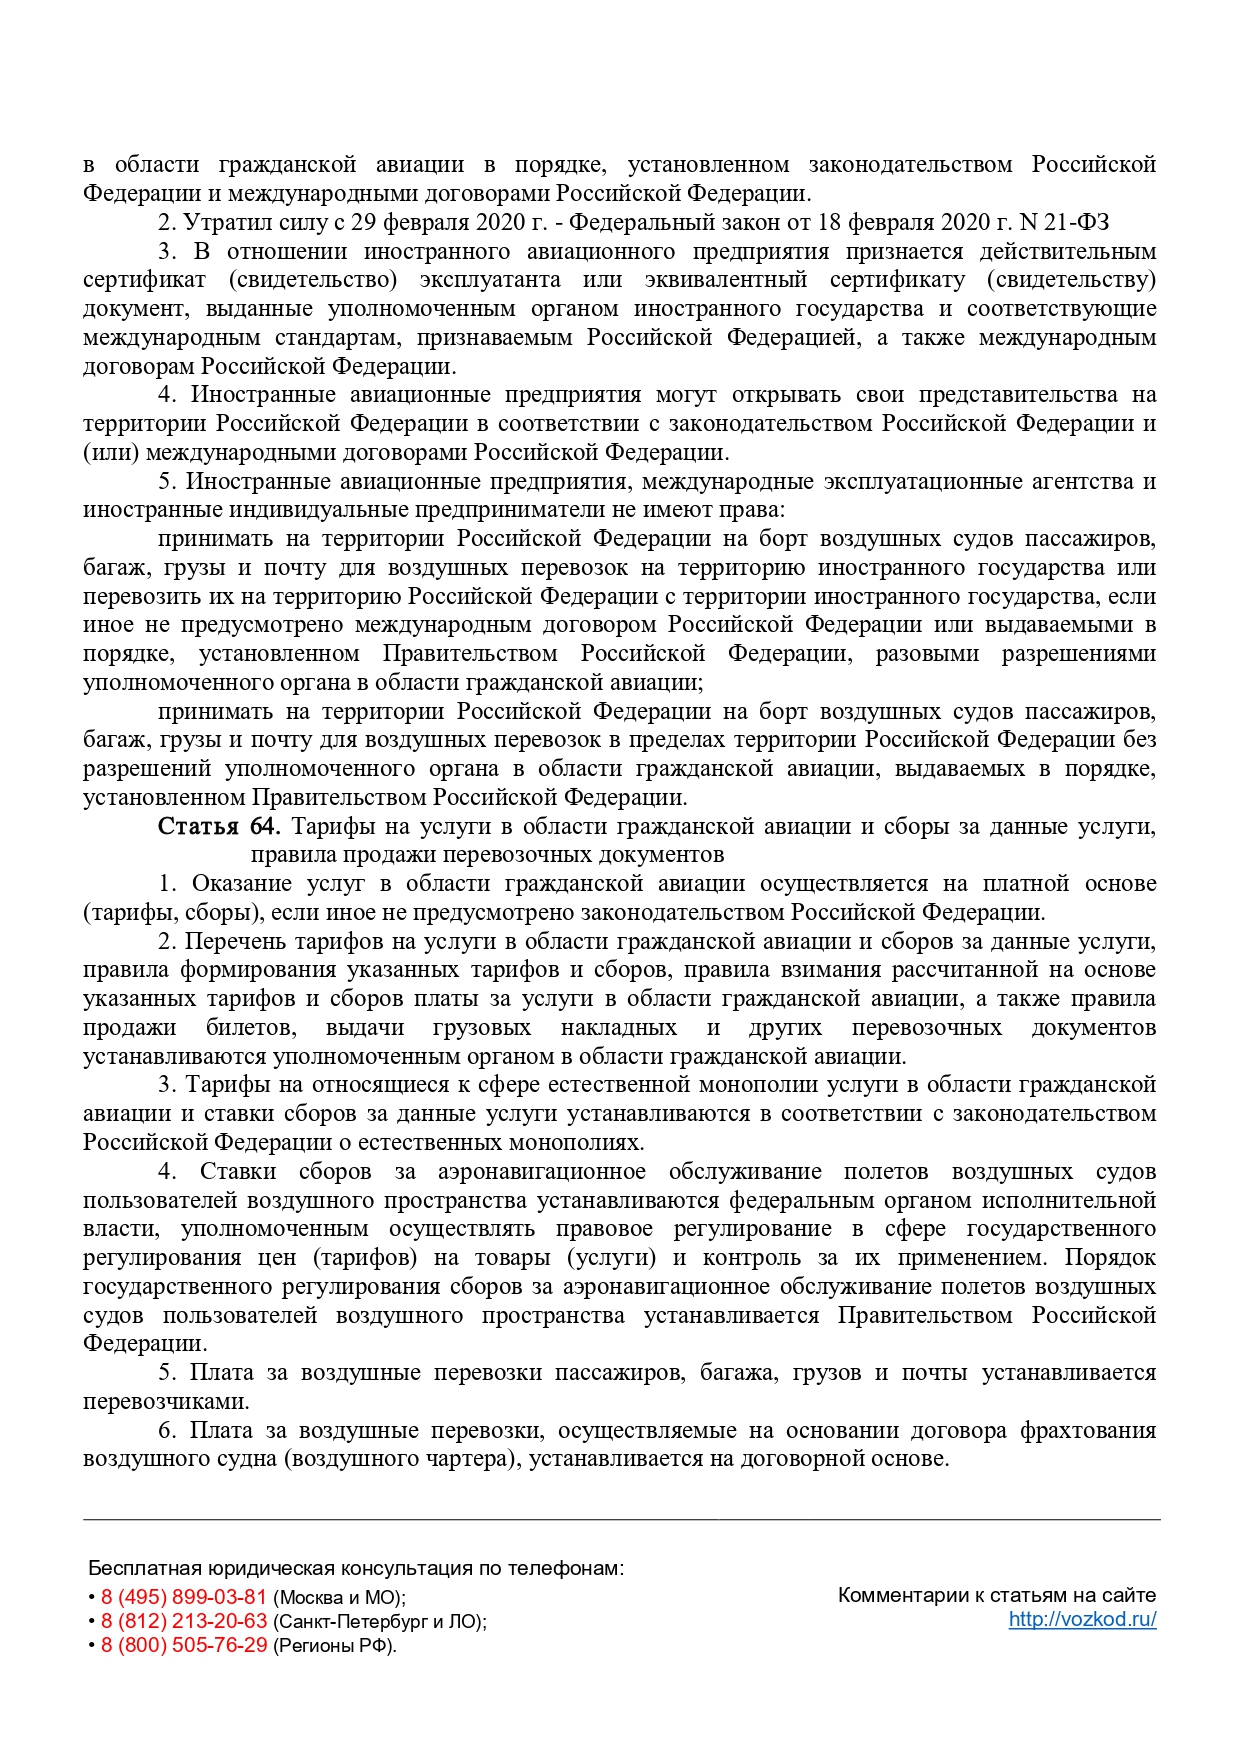 в области гражданской авиации в порядке, установленном законодательством Российской
Федерации и международными договорами Российской Федерации.
2. Утратил силу с 29 февраля 2020 г. - Федеральный закон от 18 февраля 2020 г. N 21-ФЗ
3. В отношении иностранного авиационного предприятия признается действительным
сертификат (свидетельство) эксплуатанта или эквивалентный сертификату (свидетельству)
документ, выданные уполномоченным органом иностранного государства и соответствующие
международным стандартам, признаваемым Российской Федерацией, а также международным
договорам Российской Федерации.
4. Иностранные авиационные предприятия могут открывать свои представительства на
территории Российской Федерации в соответствии с законодательством Российской Федерации и
(или) международными договорами Российской Федерации.
5. Иностранные авиационные предприятия, международные эксплуатационные агентства и
иностранные индивидуальные предприниматели не имеют права:
принимать на территории Российской Федерации на борт воздушных судов пассажиров,
багаж, грузы и почту для воздушных перевозок на территорию иностранного государства или
перевозить их на территорию Российской Федерации с территории иностранного государства, если
иное не предусмотрено международным договором Российской Федерации или выдаваемыми в
порядке, установленном Правительством Российской Федерации, разовыми разрешениями
уполномоченного органа в области гражданской авиации;
принимать на территории Российской Федерации на борт воздушных судов пассажиров,
багаж, грузы и почту для воздушных перевозок в пределах территории Российской Федерации без
разрешений уполномоченного органа в области гражданской авиации, выдаваемых в порядке,
установленном Правительством Российской Федерации.
Статья 64. Тарифы на услуги в области гражданской авиации и сборы за данные услуги,
правила продажи перевозочных документов
1. Оказание услуг в области гражданской авиации осуществляется на платной основе
(тарифы, сборы), если иное не предусмотрено законодательством Российской Федерации.
2. Перечень тарифов на услуги в области гражданской авиации и сборов за данные услуги,
правила формирования указанных тарифов и сборов, правила взимания рассчитанной на основе
указанных тарифов и сборов платы за услуги в области гражданской авиации, а также правила
продажи билетов, выдачи грузовых накладных и других перевозочных документов
устанавливаются уполномоченным органом в области гражданской авиации.
3. Тарифы на относящиеся к сфере естественной монополии услуги в области гражданской
авиации и ставки сборов за данные услуги устанавливаются в соответствии с законодательством
Российской Федерации о естественных монополиях.
4. Ставки сборов за аэронавигационное обслуживание полетов воздушных судов
пользователей воздушного пространства устанавливаются федеральным органом исполнительной
власти, уполномоченным осуществлять правовое регулирование в сфере государственного
регулирования цен (тарифов) на товары (услуги) и контроль за их применением. Порядок
государственного регулирования сборов за аэронавигационное обслуживание полетов воздушных
судов пользователей воздушного пространства устанавливается Правительством Российской
Федерации.
5. Плата за воздушные перевозки пассажиров, багажа, грузов и почты устанавливается
перевозчиками.
6. Плата за воздушные перевозки, осуществляемые на основании договора фрахтования
воздушного судна (воздушного чартера), устанавливается на договорной основе.
Бесплатная юридическая консультация по телефонам:
• 8 (495) 899-03-81 (Москва и МО);
• 8 (812) 213-20-63 (Санкт-Петербург и ЛО);
• 8 (800) 505-76-29 (Регионы РФ).
Комментарии к статьям на сайте
http://vozkod.ru/